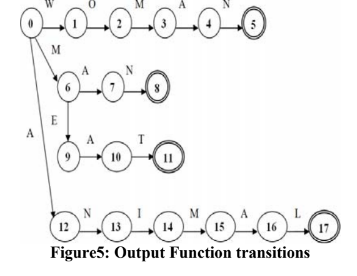 W O M A N
0 1 2 3 4 5
M
A N
6 7 8
E
A
A T
9 10 11
N I M A L
12 13 14 15 16 17
Figure5: Output Function transitions